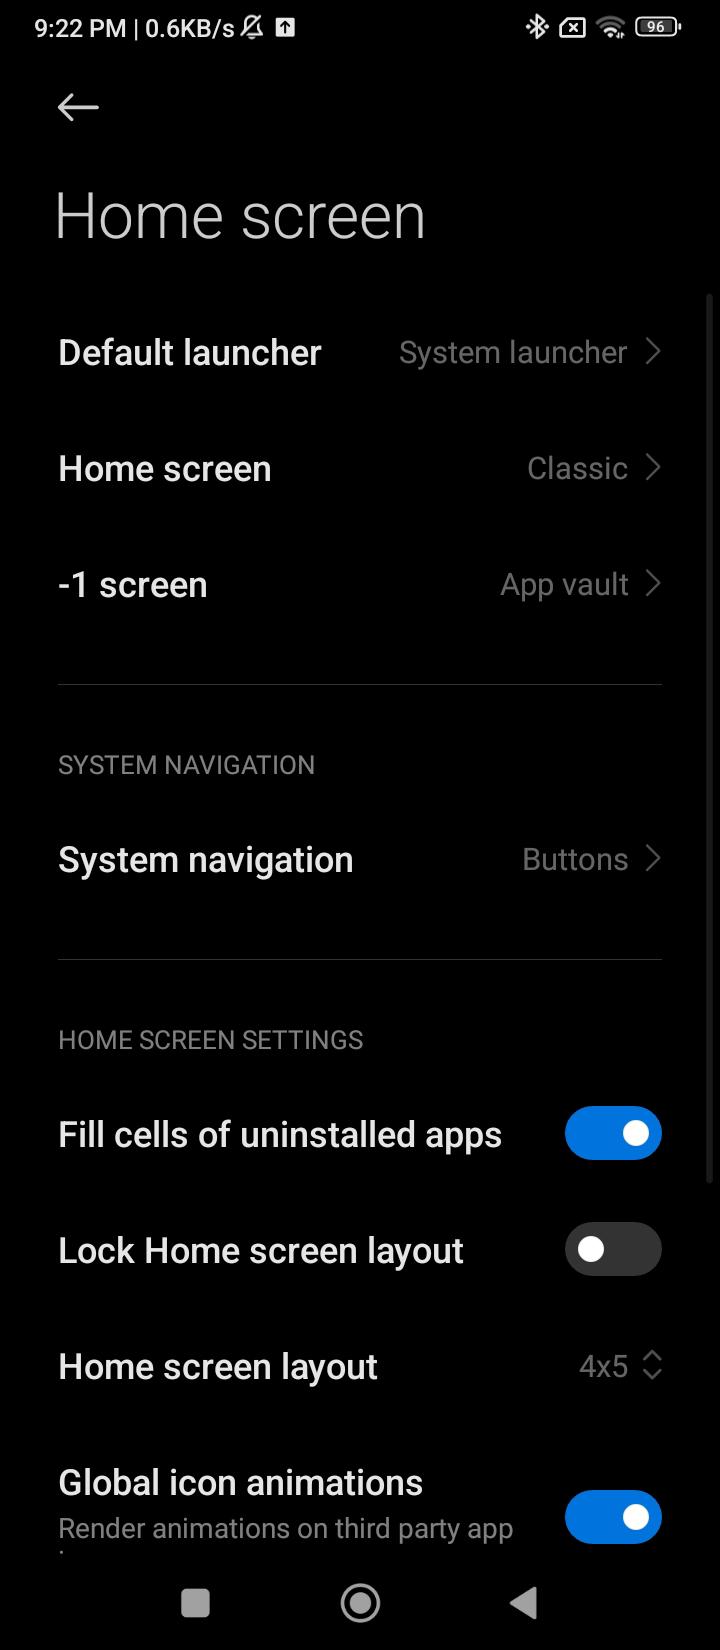 9:22 PM | 0.6KB/s
96
Home screen
Default launcher System launcher
Home screen Classic
-1 screen App vault
SYSTEM NAVIGATION
System navigation Buttons
HOME SCREEN SETTINGS
Fill cells of uninstalled apps
Lock Home screen layout
Home screen layout 4x5
Global icon animations
Render animations on third party app